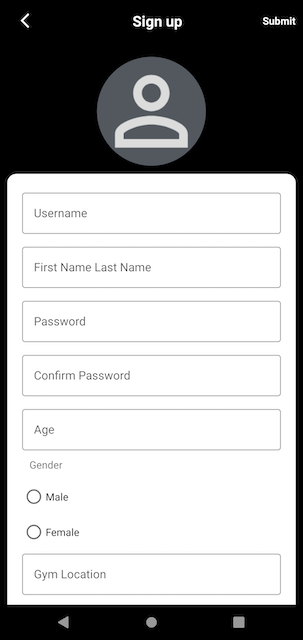 Sign up
Submit
Username
First Name Last Name
Password
Confirm Password
Age
Gender
Male
Female
Gym Location